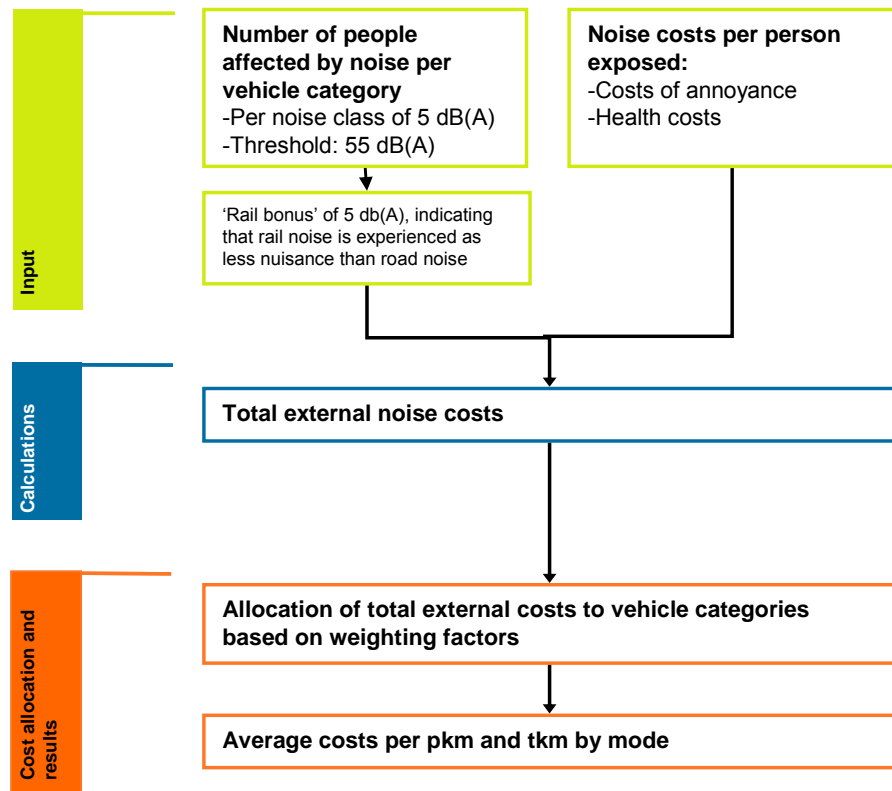 Number of people
affected by noise per
vehicle category
-Per noise class of 5 dB(A)
-Threshold: 55 dB(A)
Noise costs per person
exposed:
-Costs of annoyance
-Health costs
‘Rail bonus’ of 5 db(A), indicating
that rail noise is experienced as
less nuisance than road noise
Input
Total external noise costs
Calculations
Allocation of total external costs to vehicle categories
based on weighting factors
Average costs per pkm and tkm by mode
Cost allocation and
results